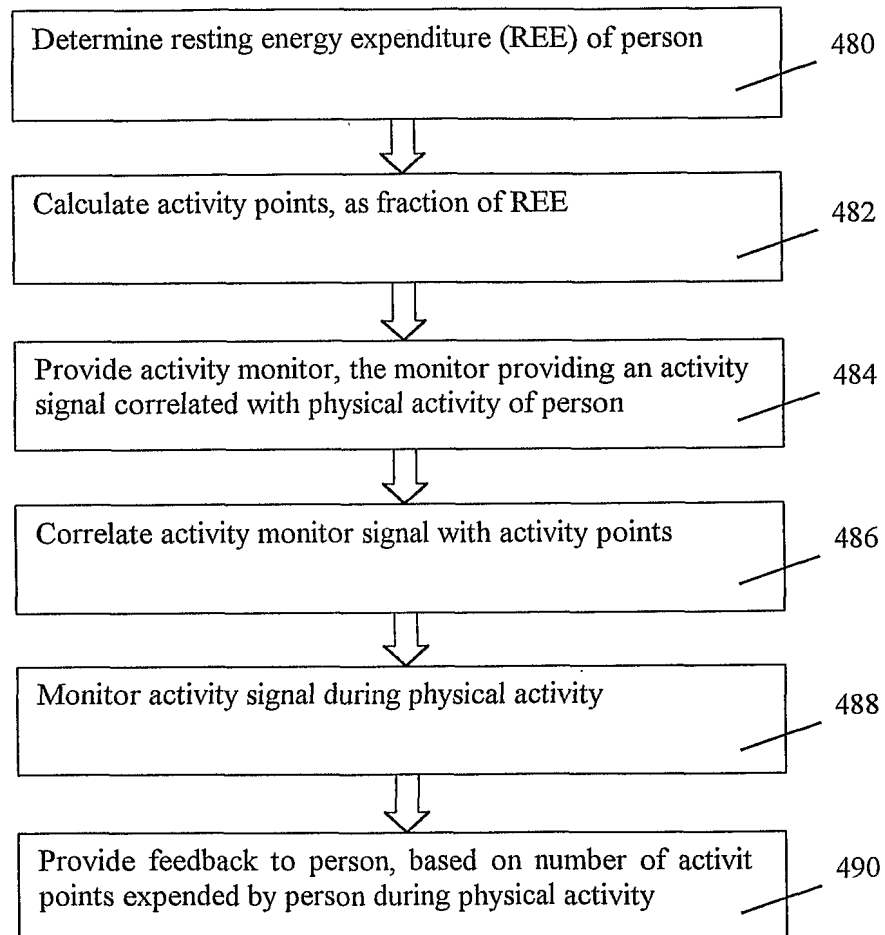 Determine resting energy expenditure (REE) of person
480
Calculate activity points, as fraction of REE
482
Provide activity monitor, the monitor providing an activity
signal correlated with physical activity of person
484
Correlate activity monitor signal with activity points
486
Monitor activity signal during physical activity
488
Provide feedback to person, based on number of activit
points expended by person during physical activity
490